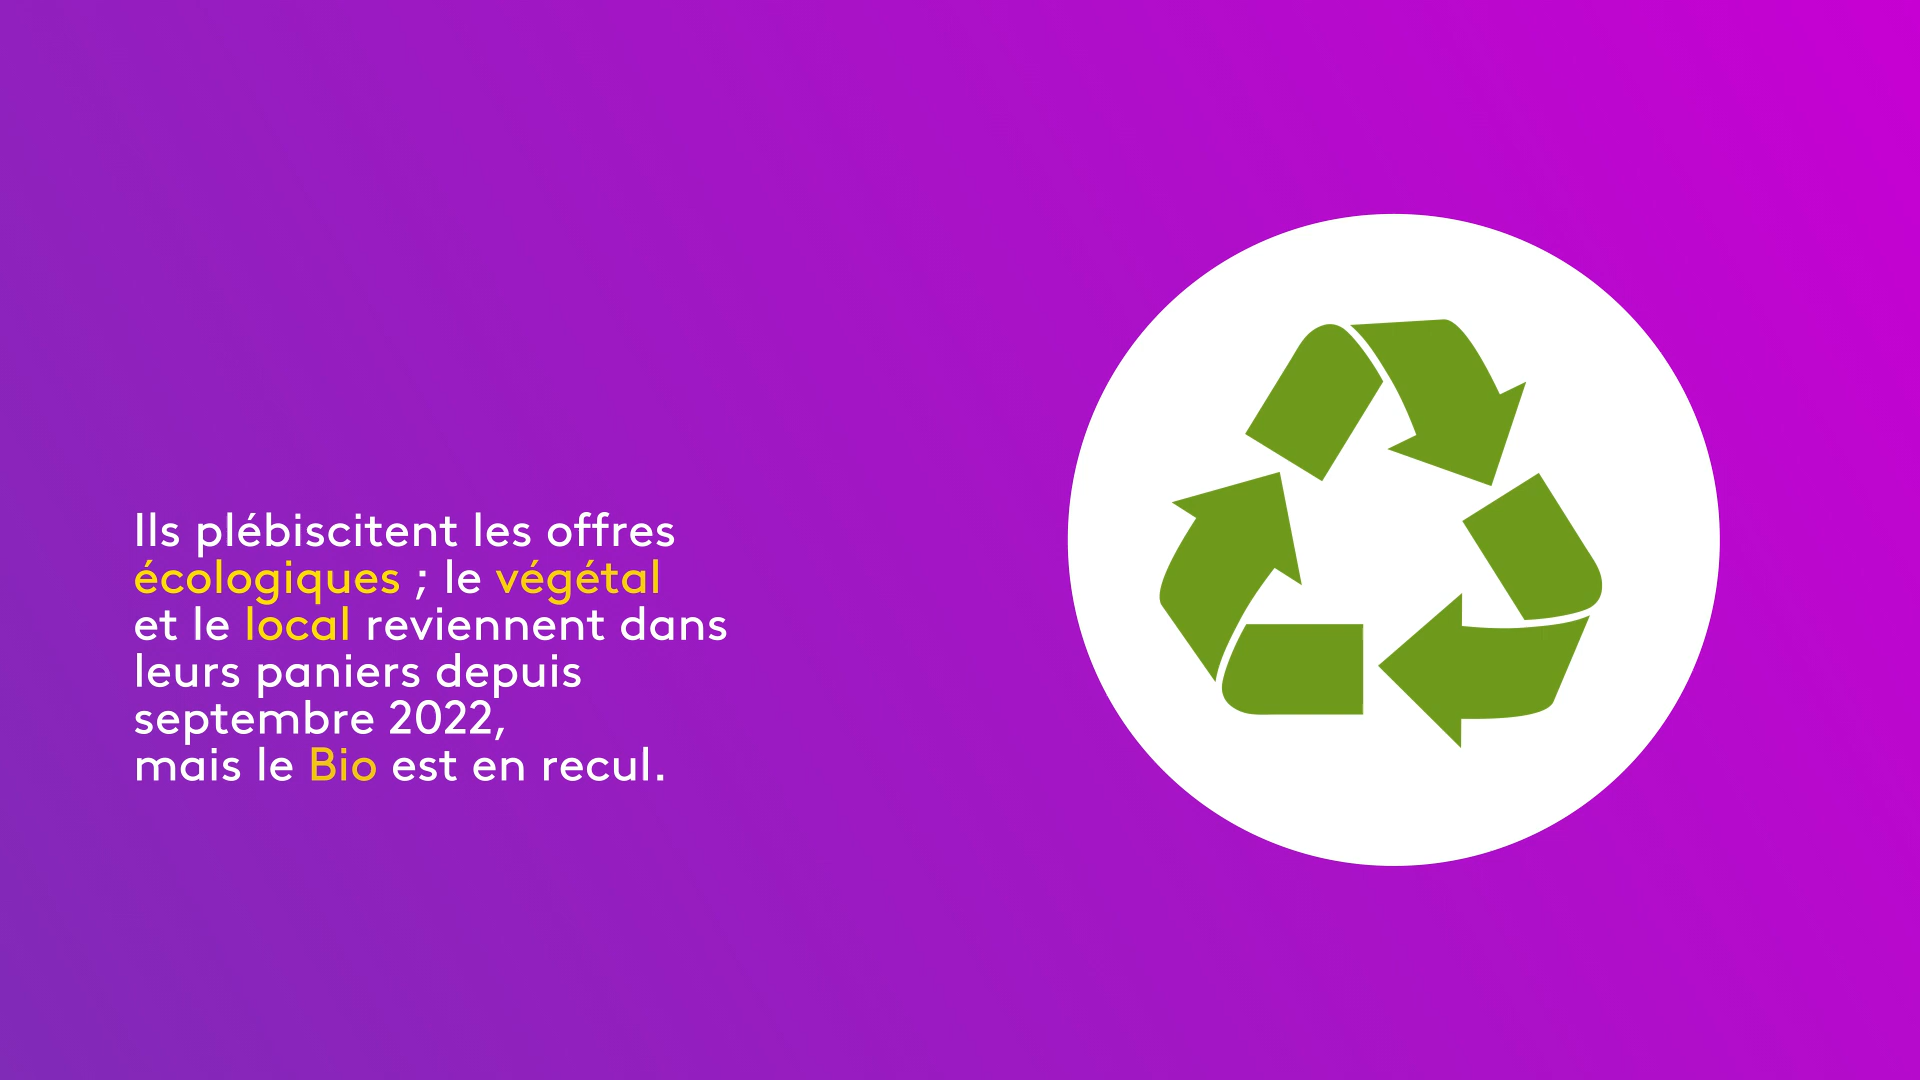 Ils plébiscitent les offres
écologiques ; le végétal
et le local reviennent dans
leurs paniers depuis
septembre 2022,
mais le Bio est en recul.